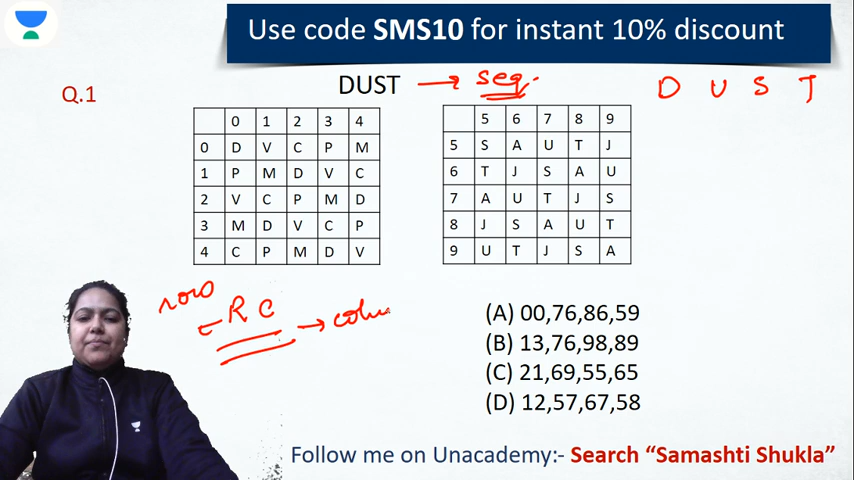 Use code SMS10 for instant 10% discount
Q.1
DUST → seq.
D U S T
0 1 2 3 4
0 D V C P M
1 P M D V C
2 V C P M D
3 M D V C P
4 C P M D V
5 6 7 8 9
5 S A U T J
6 T J S A U
7 A U T J S
8 J S A U T
9 U T J S A
row ← R C → colu
(A) 00,76,86,59
(B) 13,76,98,89
(C) 21,69,55,65
(D) 12,57,67,58
Follow me on Unacademy:- Search “Samashti Shukla”